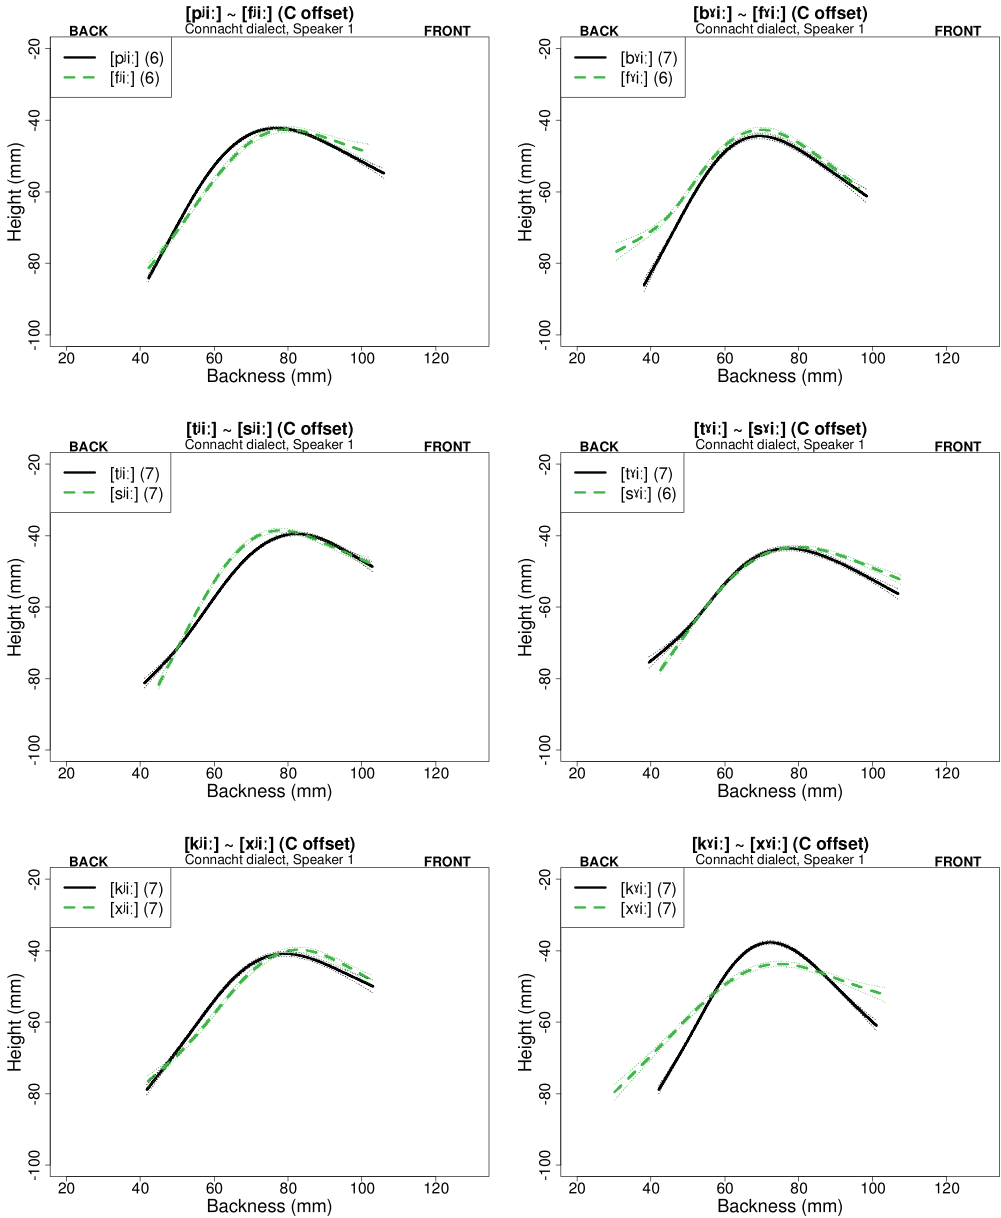 [pʲiː] ~ [fʲiː] (C offset)
Connacht dialect, Speaker 1
BACK FRONT
[pʲiː] (6)
[fʲiː] (6)
Height (mm)
-20
-40
-60
-80
-100
20 40 60 80 100 120
Backness (mm)
[bˠiː] ~ [fˠiː] (C offset)
Connacht dialect, Speaker 1
BACK FRONT
[bˠiː] (7)
[fˠiː] (6)
Height (mm)
-20
-40
-60
-80
-100
20 40 60 80 100 120
Backness (mm)
[tʲiː] ~ [sʲiː] (C offset)
Connacht dialect, Speaker 1
BACK FRONT
[tʲiː] (7)
[sʲiː] (7)
Height (mm)
-20
-40
-60
-80
-100
20 40 60 80 100 120
Backness (mm)
[tˠiː] ~ [sˠiː] (C offset)
Connacht dialect, Speaker 1
BACK FRONT
[tˠiː] (7)
[sˠiː] (6)
Height (mm)
-20
-40
-60
-80
-100
20 40 60 80 100 120
Backness (mm)
[kʲiː] ~ [xʲiː] (C offset)
Connacht dialect, Speaker 1
BACK FRONT
[kʲiː] (7)
[xʲiː] (7)
Height (mm)
-20
-40
-60
-80
-100
20 40 60 80 100 120
Backness (mm)
[kˠiː] ~ [xˠiː] (C offset)
Connacht dialect, Speaker 1
BACK FRONT
[kˠiː] (7)
[xˠiː] (7)
Height (mm)
-20
-40
-60
-80
-100
20 40 60 80 100 120
Backness (mm)